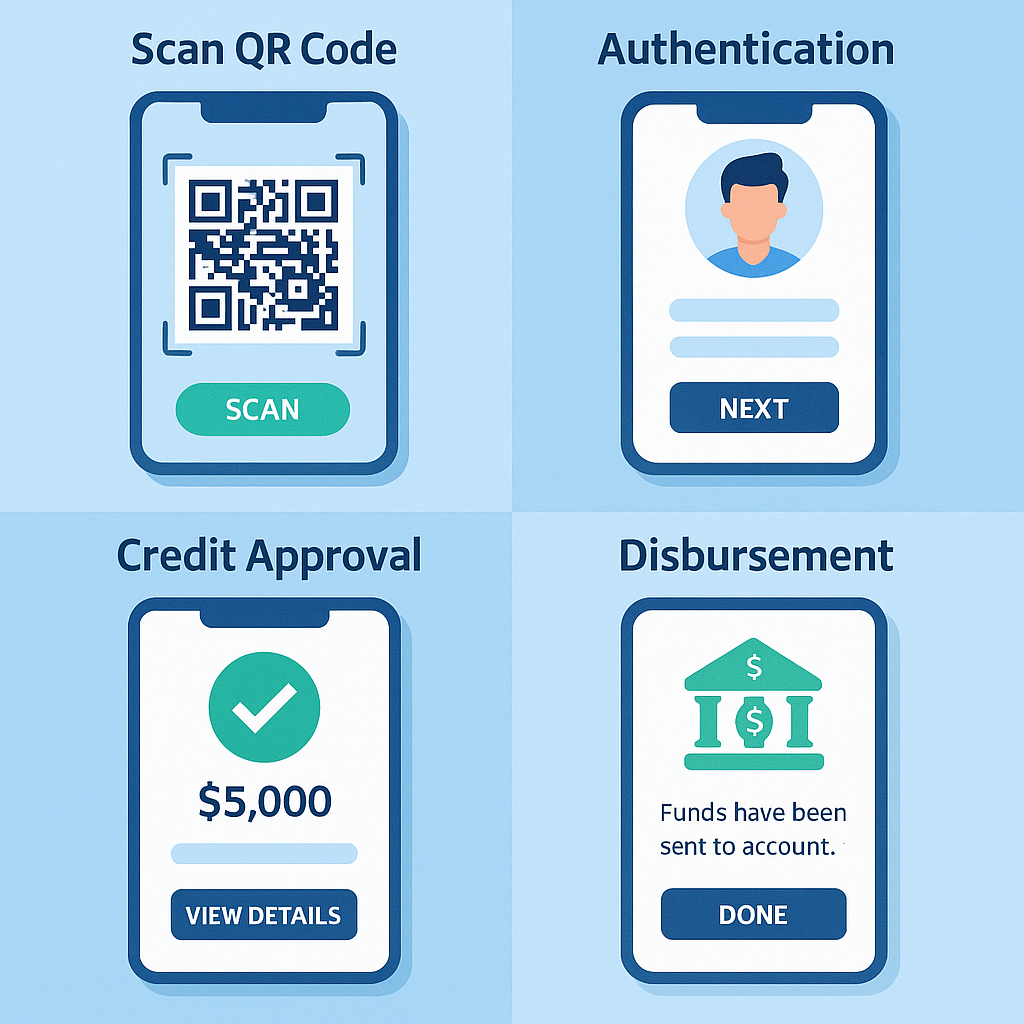 Scan QR Code
SCAN
Authentication
NEXT
Credit Approval
$5,000
VIEW DETAILS
Disbursement
$
$
Funds have been
sent to account.
DONE